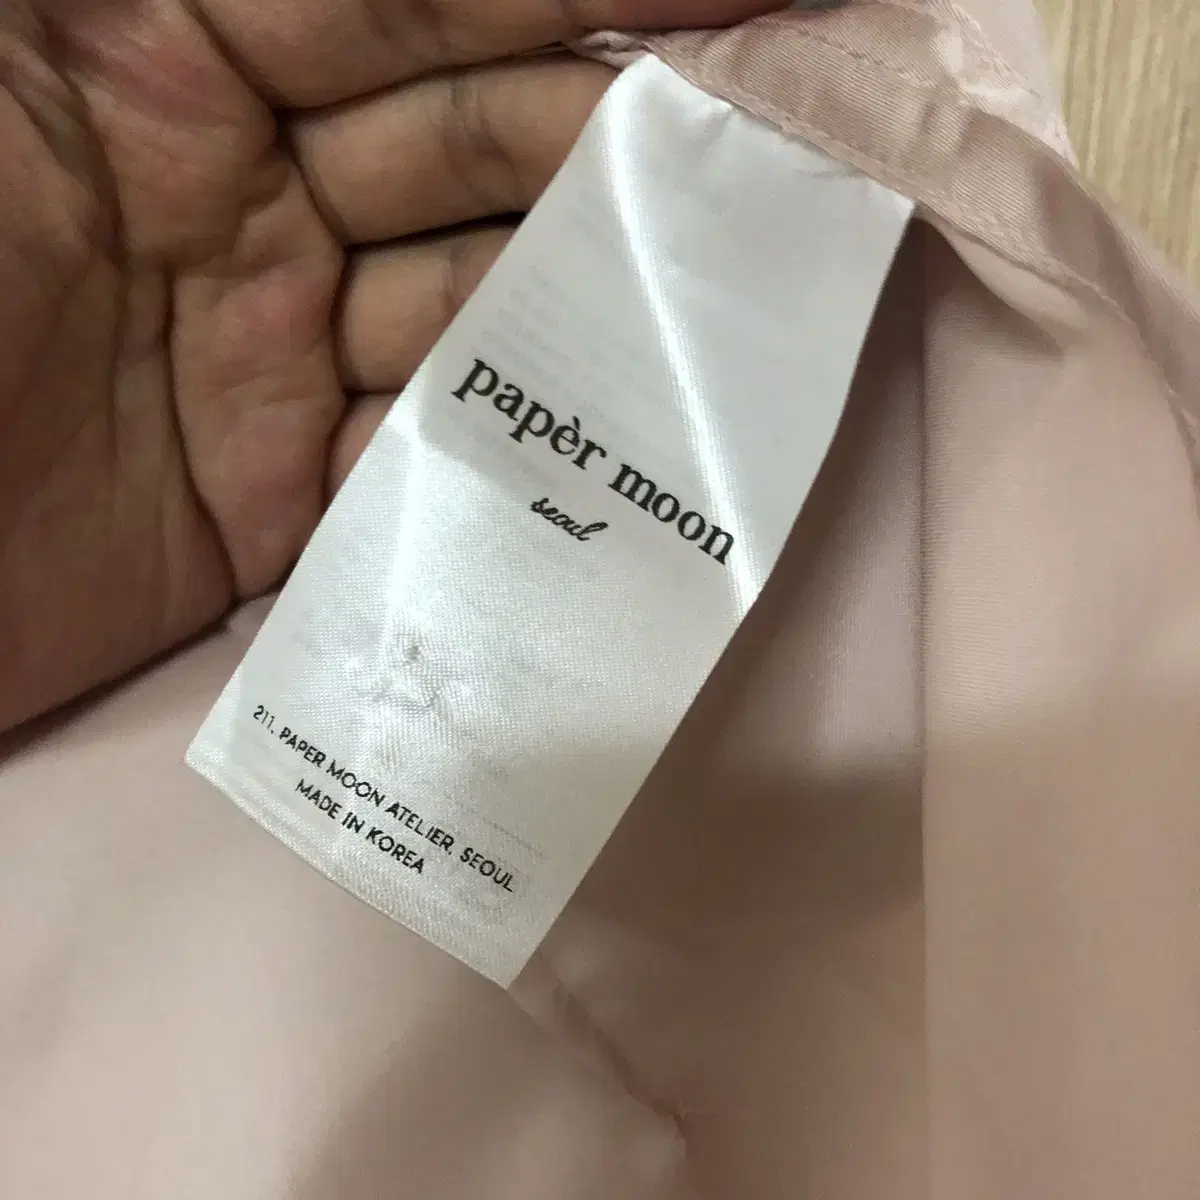 papèr moon
seoul
211. PAPER MOON ATELIER, SEOUL
MADE IN KOREA